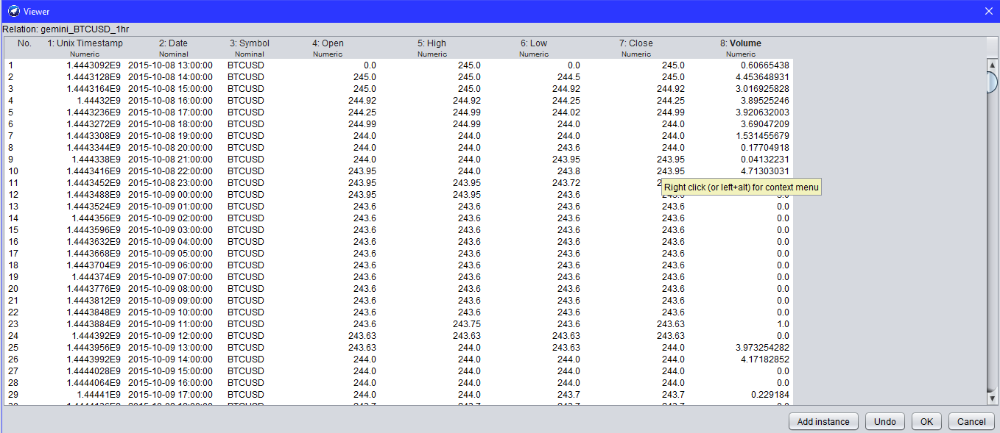 Viewer
Relation: gemini_BTCUSD_1hr
No. 1: Unix Timestamp 2: Date 3: Symbol 4: Open 5: High 6: Low 7: Close 8: Volume
Numeric Nominal Nominal Numeric Numeric Numeric Numeric Numeric
1 1.4443092E9 2015-10-08 13:00:00 BTCUSD 0.0 245.0 0.0 245.0 0.60665438
2 1.4443128E9 2015-10-08 14:00:00 BTCUSD 245.0 245.0 244.5 245.0 4.453648931
3 1.4443164E9 2015-10-08 15:00:00 BTCUSD 245.0 245.0 244.92 244.92 3.016925828
4 1.44432E9 2015-10-08 16:00:00 BTCUSD 244.92 244.92 244.25 244.25 3.89525246
5 1.4443236E9 2015-10-08 17:00:00 BTCUSD 244.25 244.99 244.02 244.99 3.920632003
6 1.4443272E9 2015-10-08 18:00:00 BTCUSD 244.99 244.99 244.0 244.0 3.69047209
7 1.4443308E9 2015-10-08 19:00:00 BTCUSD 244.0 244.0 244.0 244.0 1.531455679
8 1.4443344E9 2015-10-08 20:00:00 BTCUSD 244.0 244.0 243.6 244.0 0.17704918
9 1.444338E9 2015-10-08 21:00:00 BTCUSD 244.0 244.0 243.95 243.95 0.04132231
10 1.4443416E9 2015-10-08 22:00:00 BTCUSD 243.95 244.0 243.8 243.95 4.71303031
11 1.4443452E9 2015-10-08 23:00:00 BTCUSD 243.95 243.95 243.72
Right click (or left+alt) for context menu
12 1.4443488E9 2015-10-09 00:00:00 BTCUSD 243.95 243.95 243.6
13 1.4443524E9 2015-10-09 01:00:00 BTCUSD 243.6 243.6 243.6 243.6 0.0
14 1.444356E9 2015-10-09 02:00:00 BTCUSD 243.6 243.6 243.6 243.6 0.0
15 1.4443596E9 2015-10-09 03:00:00 BTCUSD 243.6 243.6 243.6 243.6 0.0
16 1.4443632E9 2015-10-09 04:00:00 BTCUSD 243.6 243.6 243.6 243.6 0.0
17 1.4443668E9 2015-10-09 05:00:00 BTCUSD 243.6 243.6 243.6 243.6 0.0
18 1.4443704E9 2015-10-09 06:00:00 BTCUSD 243.6 243.6 243.6 243.6 0.0
19 1.444374E9 2015-10-09 07:00:00 BTCUSD 243.6 243.6 243.6 243.6 0.0
20 1.4443776E9 2015-10-09 08:00:00 BTCUSD 243.6 243.6 243.6 243.6 0.0
21 1.4443812E9 2015-10-09 09:00:00 BTCUSD 243.6 243.6 243.6 243.6 0.0
22 1.4443848E9 2015-10-09 10:00:00 BTCUSD 243.6 243.6 243.6 243.6 0.0
23 1.4443884E9 2015-10-09 11:00:00 BTCUSD 243.6 243.75 243.6 243.63 1.0
24 1.444392E9 2015-10-09 12:00:00 BTCUSD 243.63 243.63 243.63 243.63 0.0
25 1.4443956E9 2015-10-09 13:00:00 BTCUSD 243.63 244.0 243.63 244.0 3.973254282
26 1.4443992E9 2015-10-09 14:00:00 BTCUSD 244.0 244.0 244.0 244.0 4.17182852
27 1.4444028E9 2015-10-09 15:00:00 BTCUSD 244.0 244.0 244.0 244.0 0.0
28 1.4444064E9 2015-10-09 16:00:00 BTCUSD 244.0 244.0 244.0 244.0 0.0
29 1.44441E9 2015-10-09 17:00:00 BTCUSD 244.0 244.0 243.7 243.7 0.229184
Add instance Undo OK Cancel